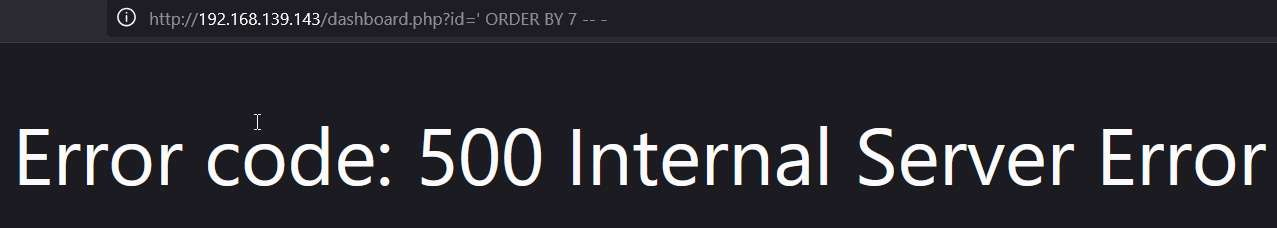 http://192.168.139.143/dashboard.php?id=' ORDER BY 7 -- -
Error code: 500 Internal Server Error